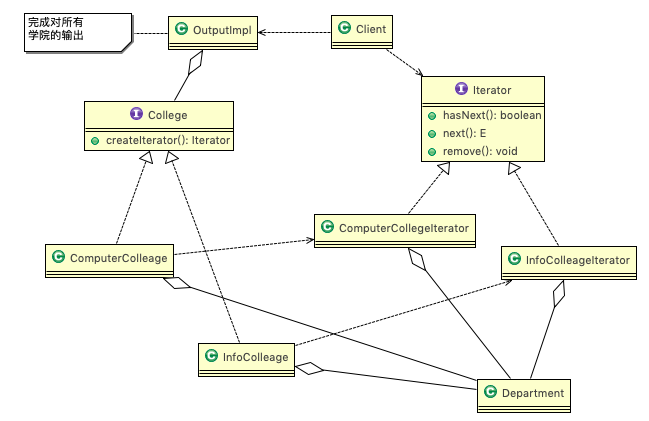 完成对所有
学院的输出
C OutputImpl
C Client
I Iterator
hasNext(): boolean
next(): E
remove(): void
I College
createIterator(): Iterator
C ComputerCollegeIterator
C ComputerColleage
C InfoColleageIterator
C InfoColleage
C Department